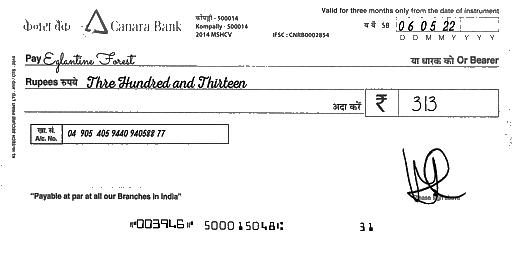 Valid for three months only from the date of instrument
केनरा बैंक Canara Bank
कोंपल्ली - 500014
Kompally - 500014
2014 MSHCV
IFSC : CNRB0002854
SB 06 05 22
D D M M Y Y Y Y
Pay Eglantine Forest या धारक को Or Bearer
Rupees रुपये Thre Hundred and Thirteen
अदा करें ₹ 313
खा. सं.
A/c. No. 04 905 405 9440 940588 77
Please sign above
"Payable at par at all our Branches in India"
⑈003946⑈ 500015048⑆ 31